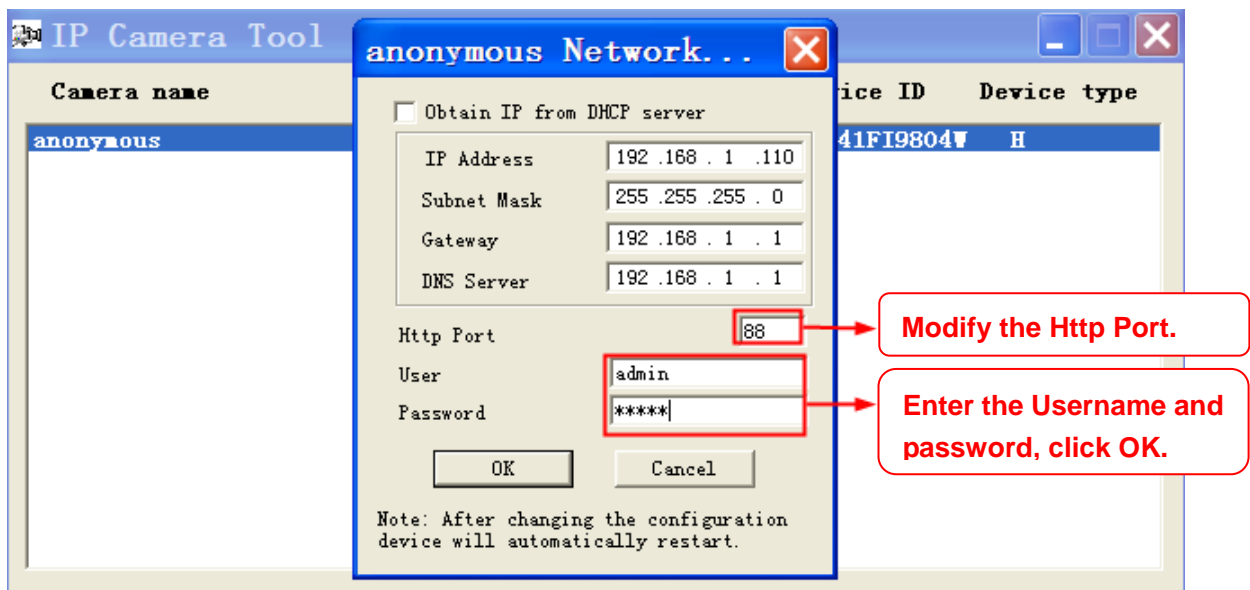 IP Camera Tool
anonymous Network...
Camera name
ice ID Device type
anonymous
41FI9804W H
Obtain IP from DHCP server
IP Address 192 .168 . 1 .110
Subnet Mask 255 .255 .255 . 0
Gateway 192 .168 . 1 . 1
DNS Server 192 .168 . 1 . 1
Http Port 88
User admin
Password *****
OK Cancel
Note: After changing the configuration
device will automatically restart.
Modify the Http Port.
Enter the Username and
password, click OK.